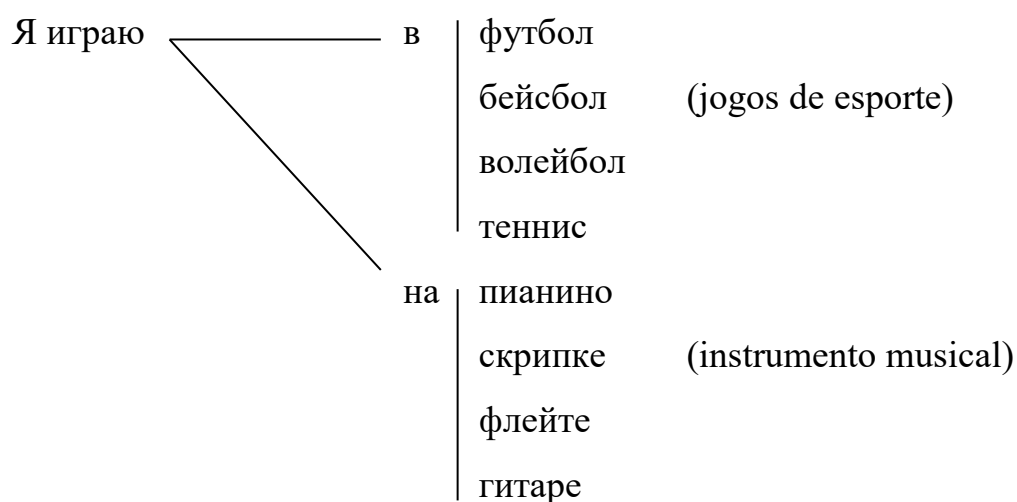 Я играю в футбол
бейсбол (jogos de esporte)
волейбол
теннис
на пианино
скрипке (instrumento musical)
флейте
гитаре